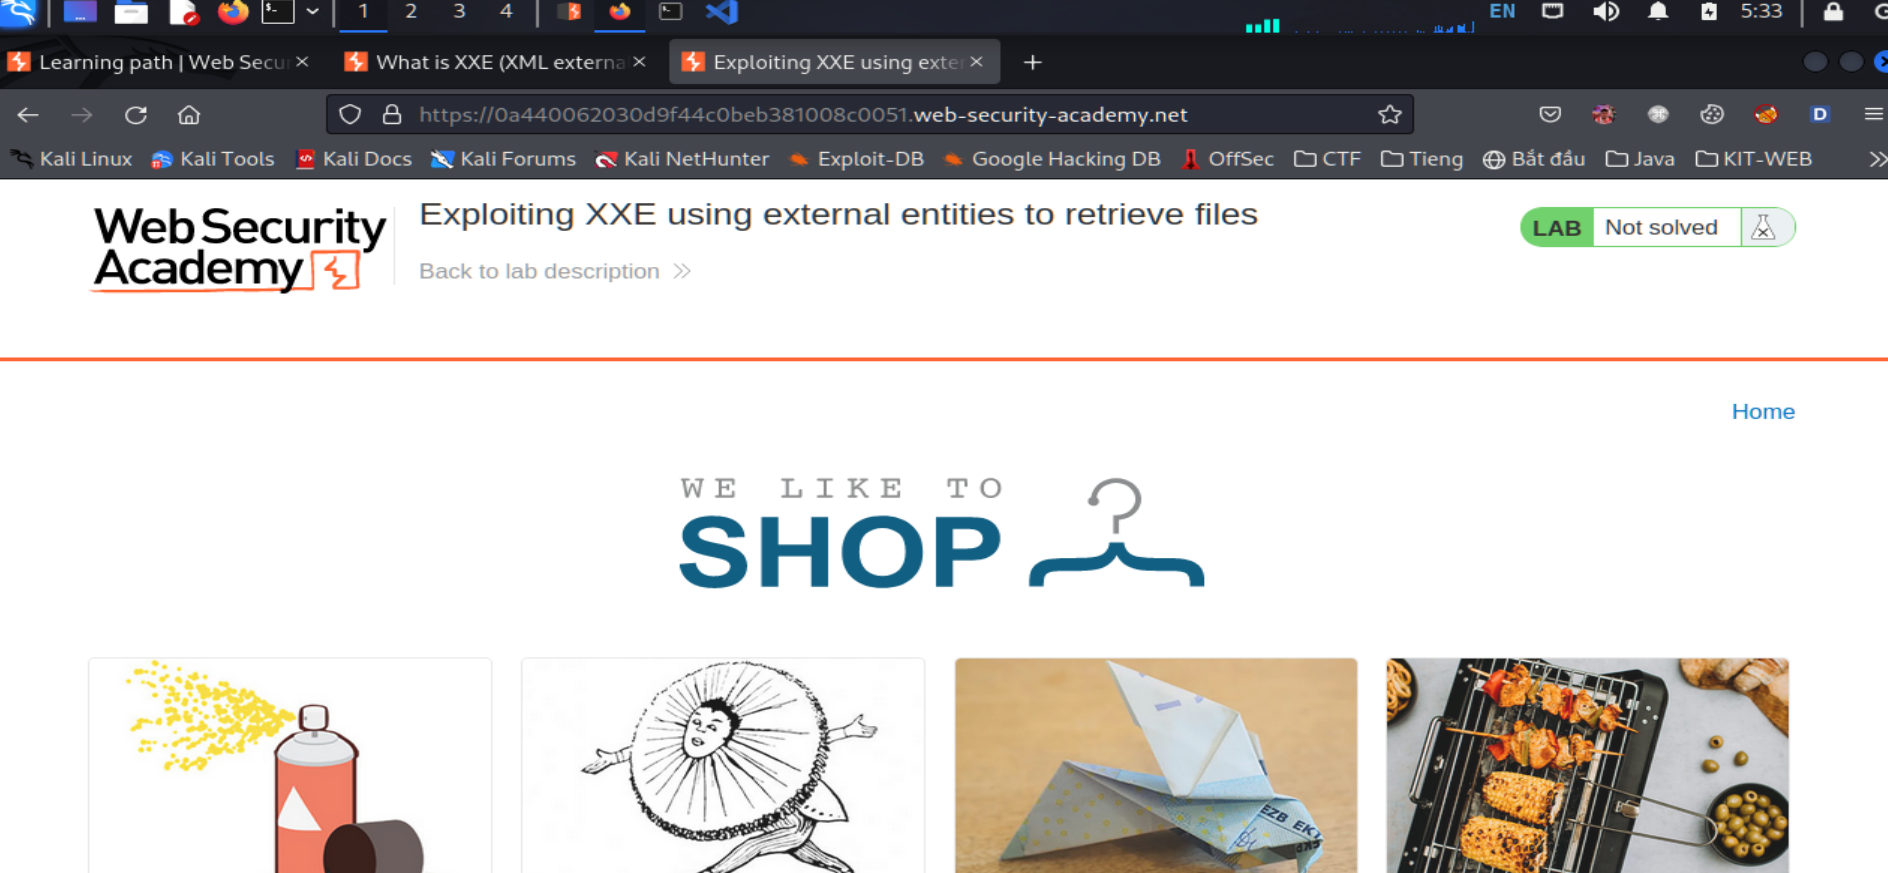 1 2 3 4 EN 5:33
Learning path | Web Secur What is XXE (XML externa Exploiting XXE using exter
https://0a440062030d9f44c0beb381008c0051.web-security-academy.net
Kali Linux Kali Tools Kali Docs Kali Forums Kali NetHunter Exploit-DB Google Hacking DB OffSec CTF Tieng Bắt đầu Java KIT-WEB
Web Security
Academy
Exploiting XXE using external entities to retrieve files
Back to lab description
LAB Not solved
Home
WE LIKE TO
SHOP
EZB EK